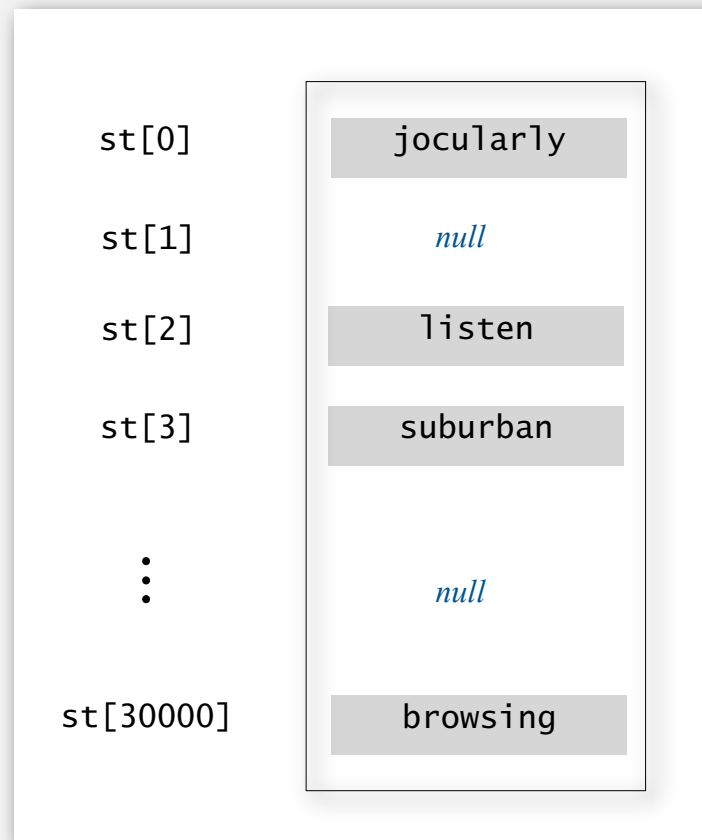 st[0] jocularly
st[1] null
st[2] listen
st[3] suburban
⋮ null
st[30000] browsing